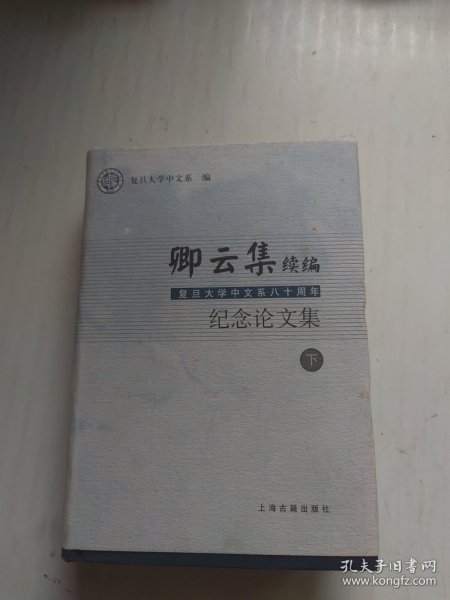 复旦大学中文系 编
卿云集 续编
复旦大学中文系八十周年
纪念论文集
下
上海古籍出版社
孔夫子旧书网
www.kongfz.com